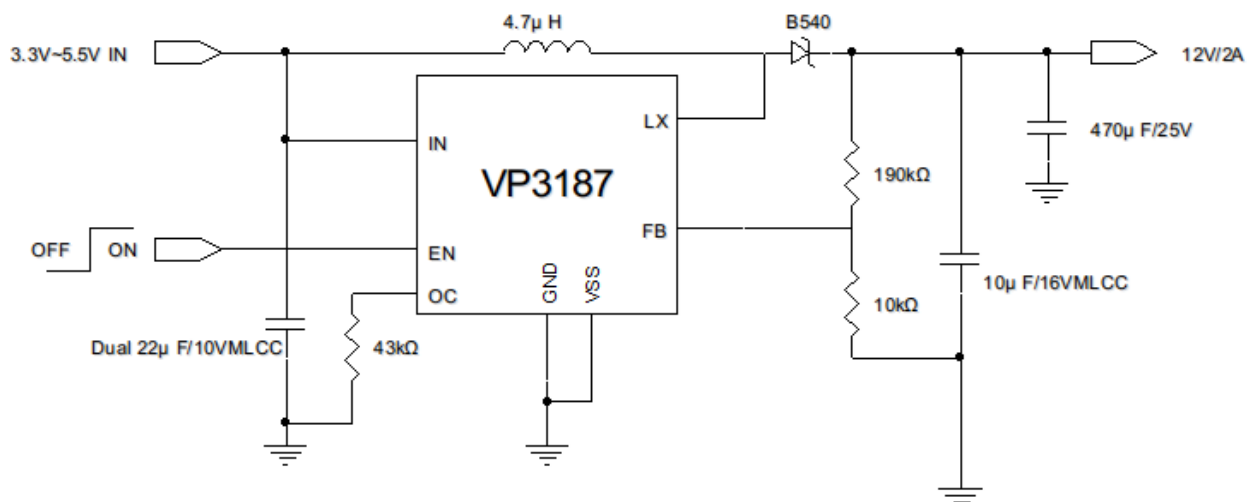 4.7μ H
B540
3.3V~5.5V IN
12V/2A
LX
470μ F/25V
IN
VP3187
190kΩ
FB
OFF
ON
EN
GND
VSS
OC
10μ F/16VMLCC
10kΩ
Dual 22μ F/10VMLCC
43kΩ